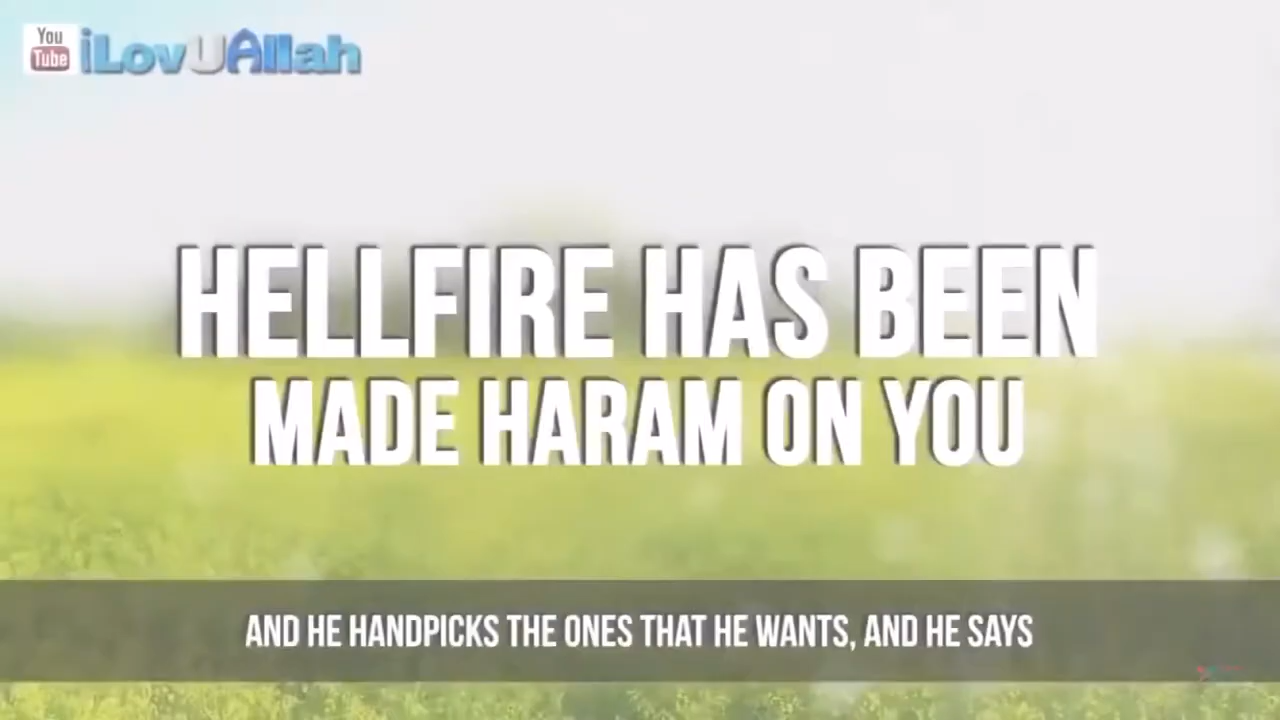 You
Tube
iLovUAllah
HELLFIRE HAS BEEN
MADE HARAM ON YOU
AND HE HANDPICKS THE ONES THAT HE WANTS, AND HE SAYS